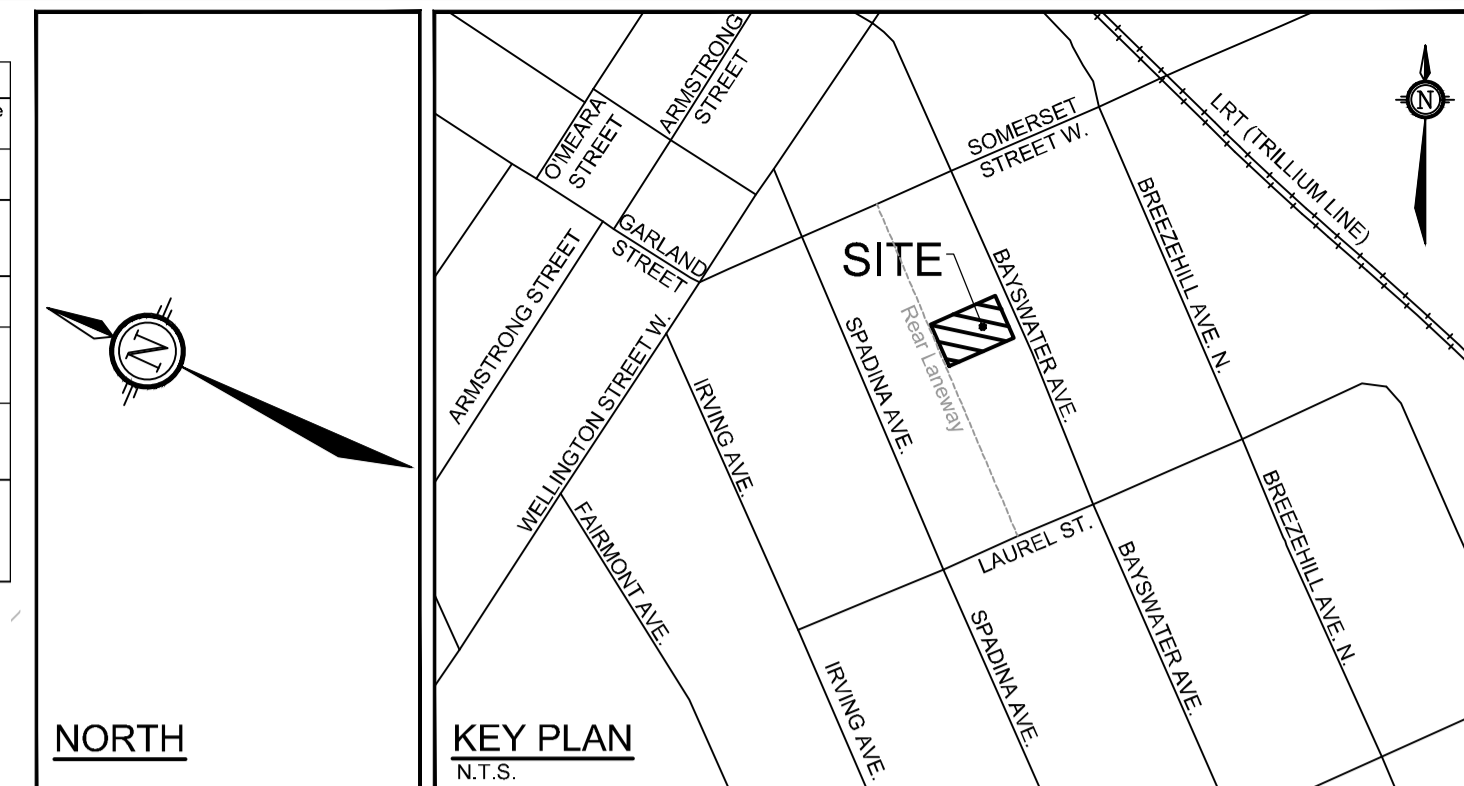 e
N
NORTH
ARMSTRONG
STREET
O'MEARA
STREET
SOMERSET
STREET W.
LRT (TRILLIUM LINE)
N
GARLAND
STREET
BREEZEHILL AVE. N.
SITE
BAYSWATER AVE.
ARMSTRONG STREET
Rear Laneway
SPADINA AVE.
WELLINGTON STREET W.
IRVING AVE.
FAIRMONT AVE.
LAUREL ST.
BREEZEHILL AVE. N.
BAYSWATER AVE.
SPADINA AVE.
IRVING AVE.
KEY PLAN
N.T.S.